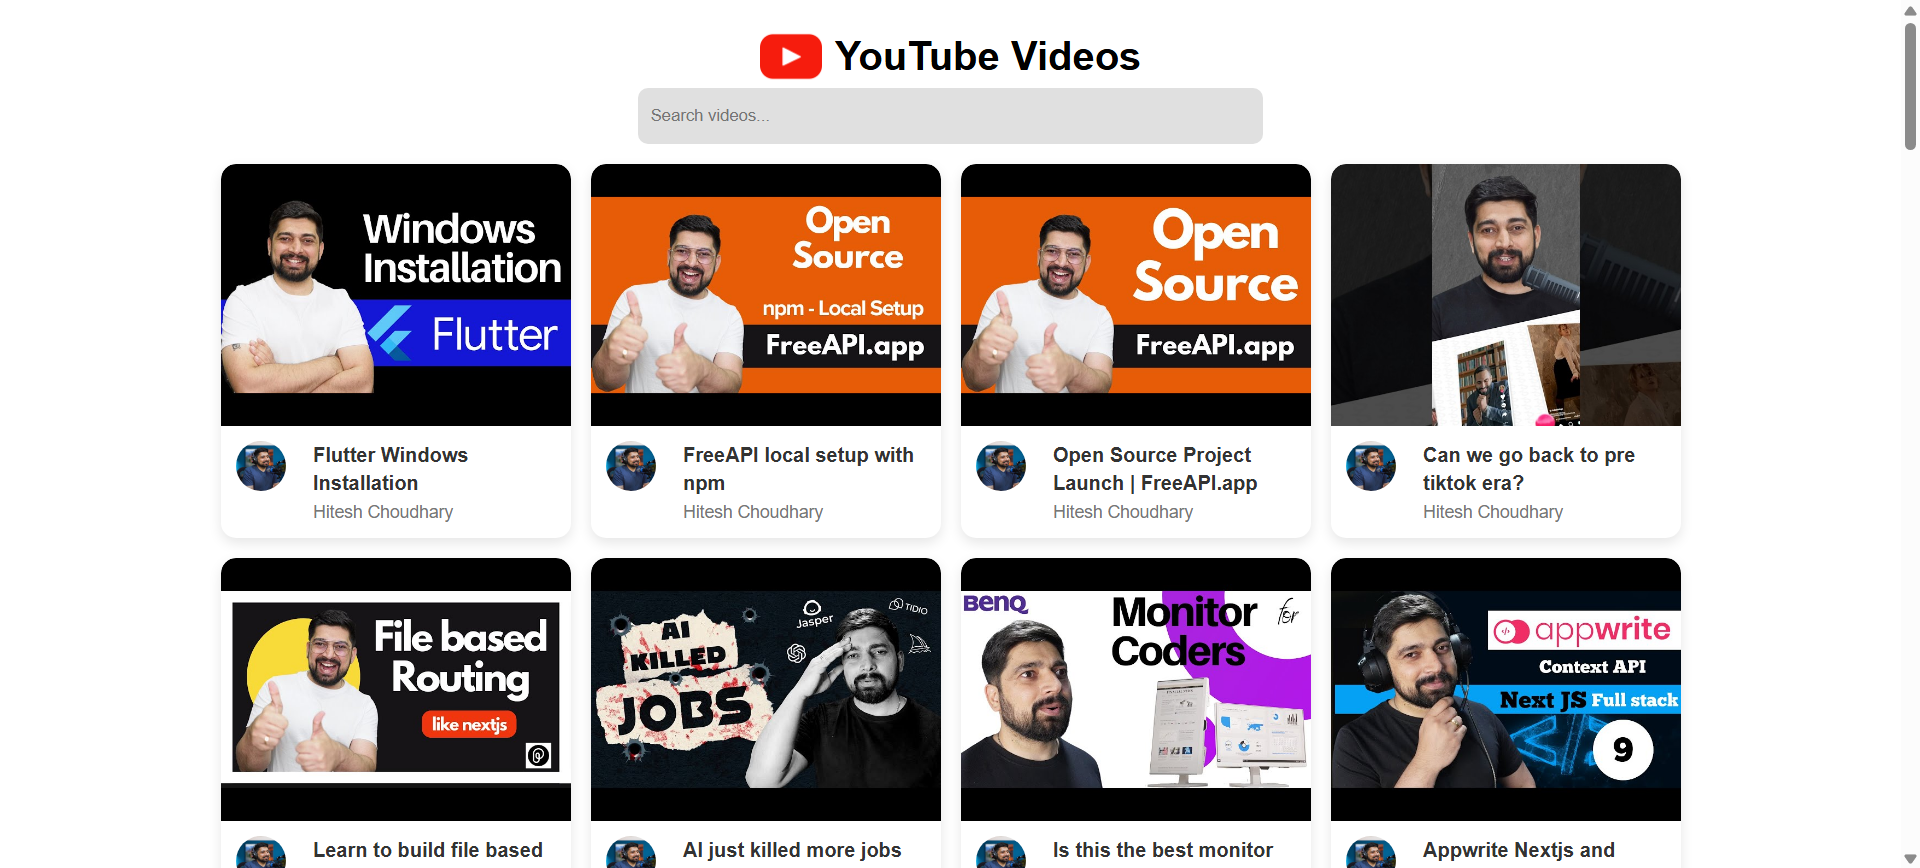 YouTube Videos
Search videos...
Windows
Installation
Flutter
Open
Source
npm - Local Setup
FreeAPI.app
Open
Source
FreeAPI.app
Flutter Windows
Installation
Hitesh Choudhary
FreeAPI local setup with
npm
Hitesh Choudhary
Open Source Project
Launch | FreeAPI.app
Hitesh Choudhary
Can we go back to pre
tiktok era?
Hitesh Choudhary
File based
Routing
like nextjs
AI
KILLED
JOBS
Jasper
TIDIO
BenQ
Monitor for
Coders
appwrite
Context API
Next JS Full stack
9
Learn to build file based
AI just killed more jobs
Is this the best monitor
Appwrite Nextjs and